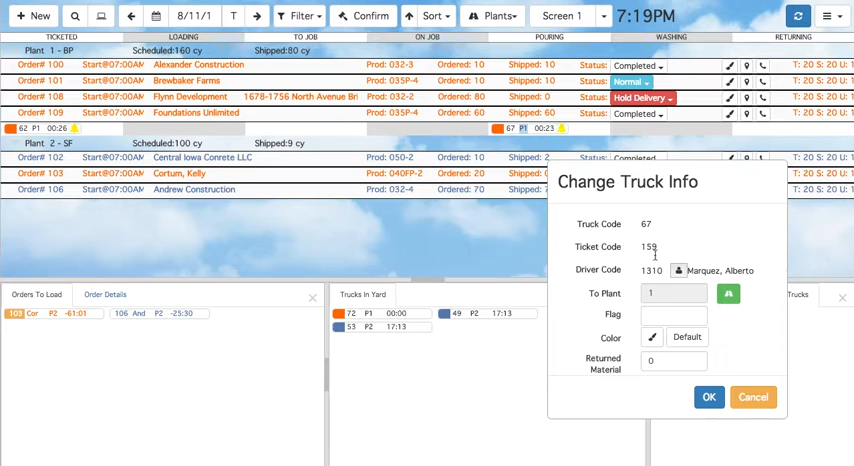 New 8/11/1 T Filter Confirm Sort Plants Screen 1 7:19PM
TICKETED LOADING TO JOB ON JOB POURING WASHING RETURNING
Plant 1 - BP Scheduled:160 cy Shipped:80 cy
Order# 100 Start@07:00AM Alexander Construction Prod: 032-3 Ordered: 10 Shipped: 10 Status: Completed T: 20 S: 20 U:
Order# 101 Start@07:00AM Brewbaker Farms Prod: 035P-4 Ordered: 10 Shipped: 10 Status: Normal T: 20 S: 20 U:
Order# 108 Start@07:00AM Flynn Development 1678-1756 North Avenue Bri Prod: 032-2 Ordered: 80 Shipped: 0 Status: Hold Delivery T: 20 S: 20 U:
Order# 109 Start@07:00AM Foundations Unlimited Prod: 035P-4 Ordered: 60 Shipped: 60 Status: Completed T: 20 S: 20 U:
62 P1 00:26 67 P1 00:23
Plant 2 - SF Scheduled:100 cy Shipped:9 cy
Order# 102 Start@07:00AM Central Iowa Conrete LLC Prod: 050-2 Ordered: 10 Shipped: 2 Status: Completed T: 20 S: 20 U:
Order# 103 Start@07:00AM Cortum, Kelly Prod: 040FP-2 Ordered: 20 Shipped: T: 20 S: 20 U:
Order# 106 Start@07:00AM Andrew Construction Prod: 032-4 Ordered: 70 Shipped: T: 20 S: 20 U:
Change Truck Info
Truck Code 67
Ticket Code 159
Driver Code 1310 Marquez, Alberto
To Plant 1
Flag
Color Default
Returned Material 0
OK Cancel
Orders To Load Order Details
103 Cor P2 -61:01 106 And P2 -25:30
Trucks In Yard
72 P1 00:00 49 P2 17:13
53 P2 17:13
Trucks